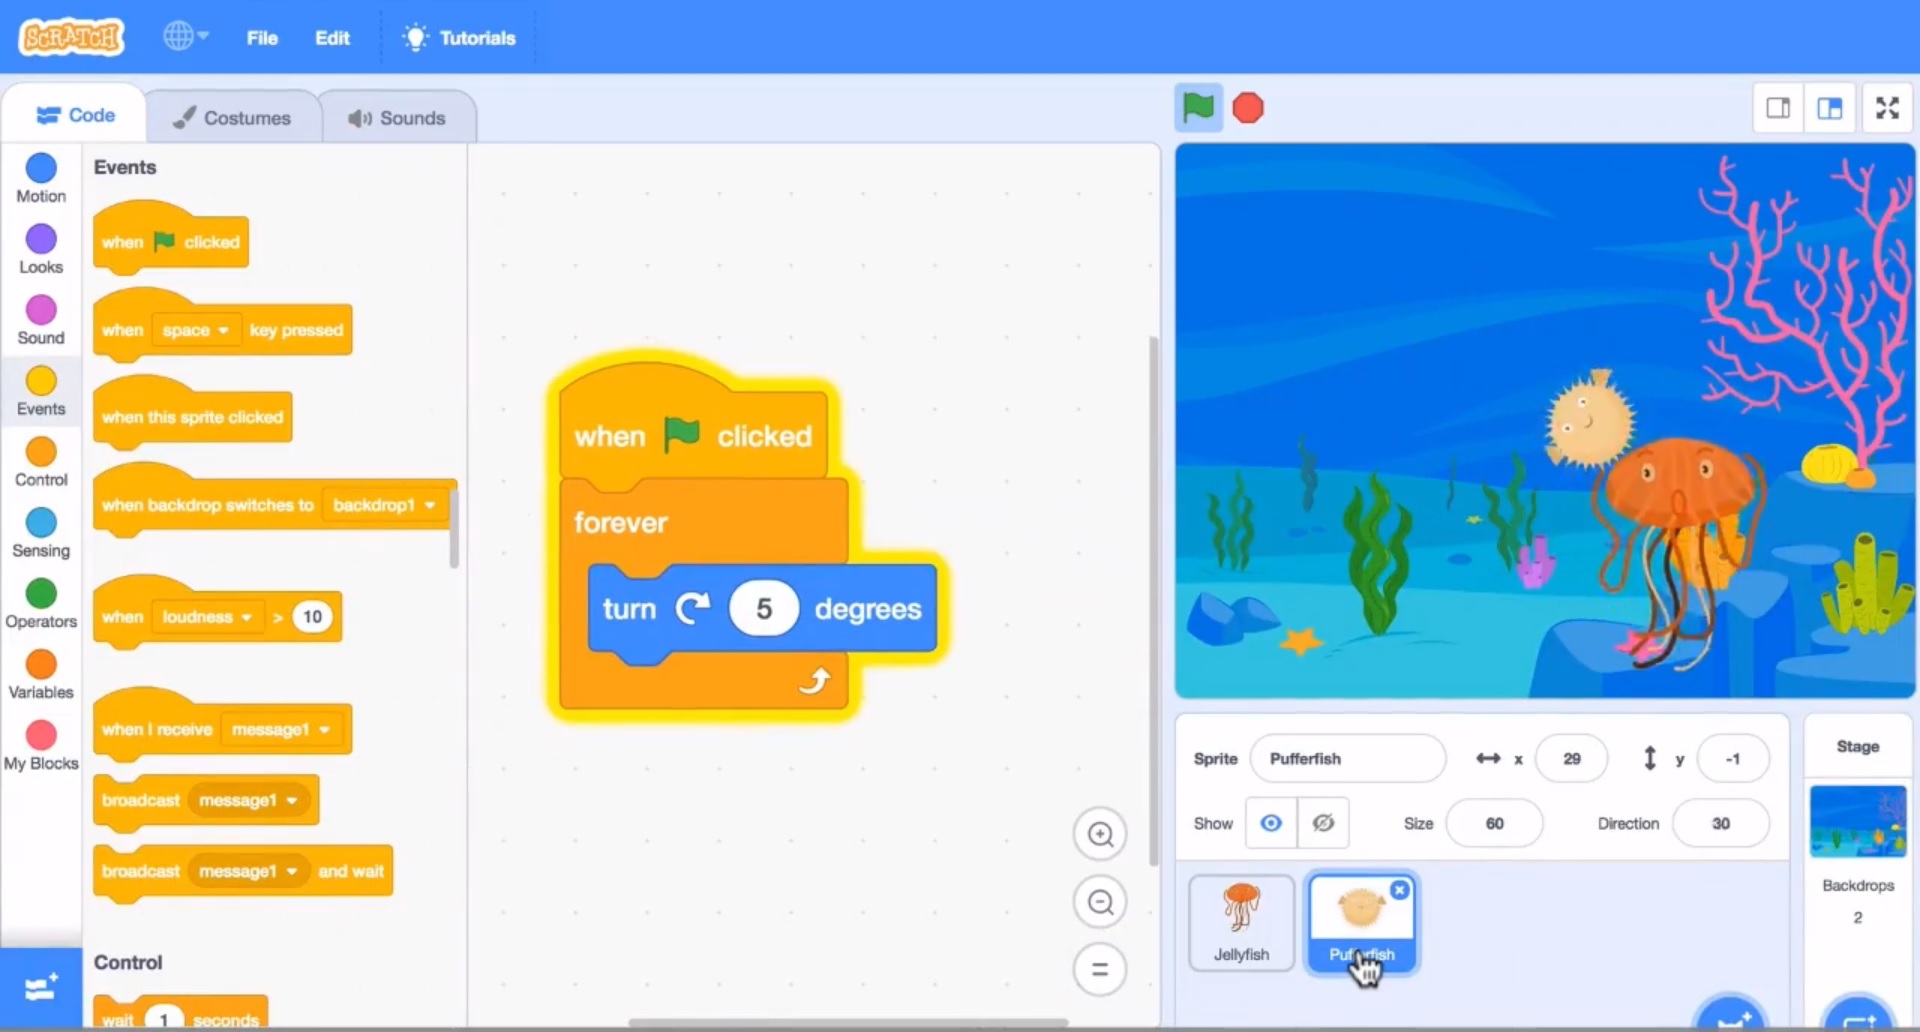 SCRATCH File Edit Tutorials
Code Costumes Sounds
Motion
Looks
Sound
Events
Control
Sensing
Operators
Variables
My Blocks
Events
when clicked
when space key pressed
when this sprite clicked
when backdrop switches to backdrop1
when loudness > 10
when I receive message1
broadcast message1
broadcast message1 and wait
Control
wait 1 seconds
when clicked
forever
turn 5 degrees
Sprite Pufferfish x 29 y -1
Show Size 60 Direction 30
Jellyfish
Pufferfish
Stage
Backdrops
2